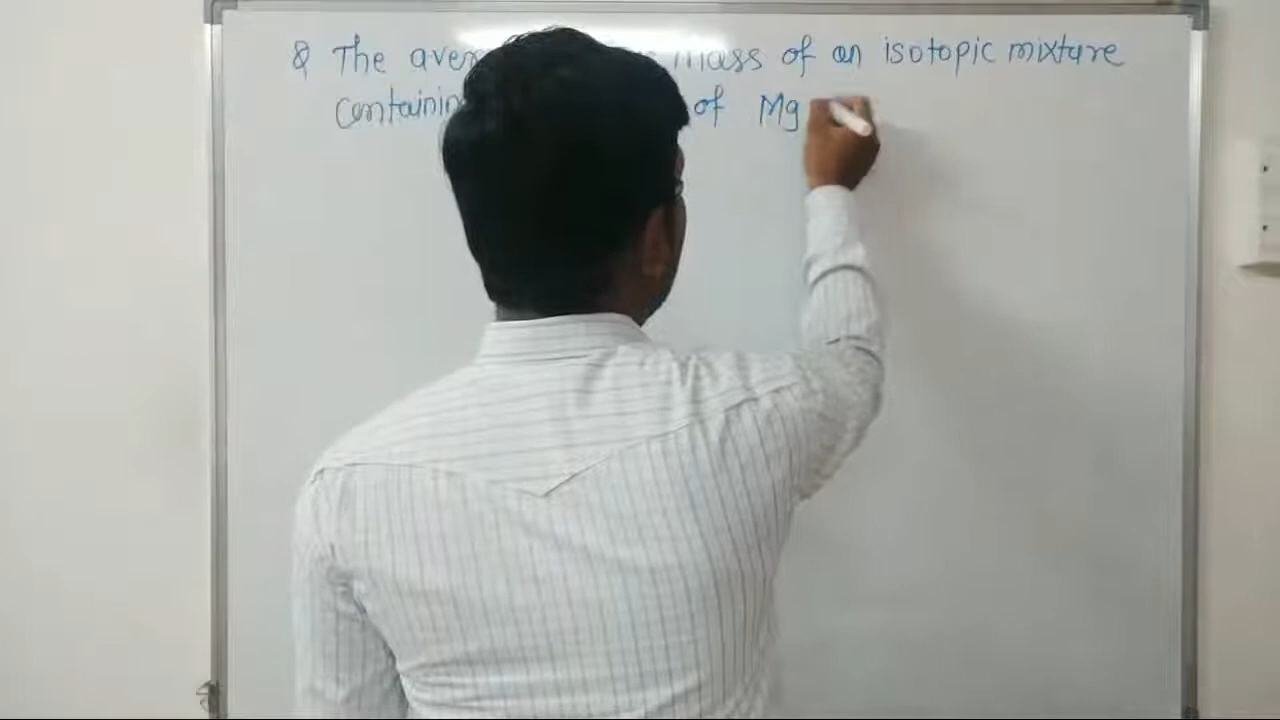 Q The aver mass of an isotopic mixture
containin of Mg